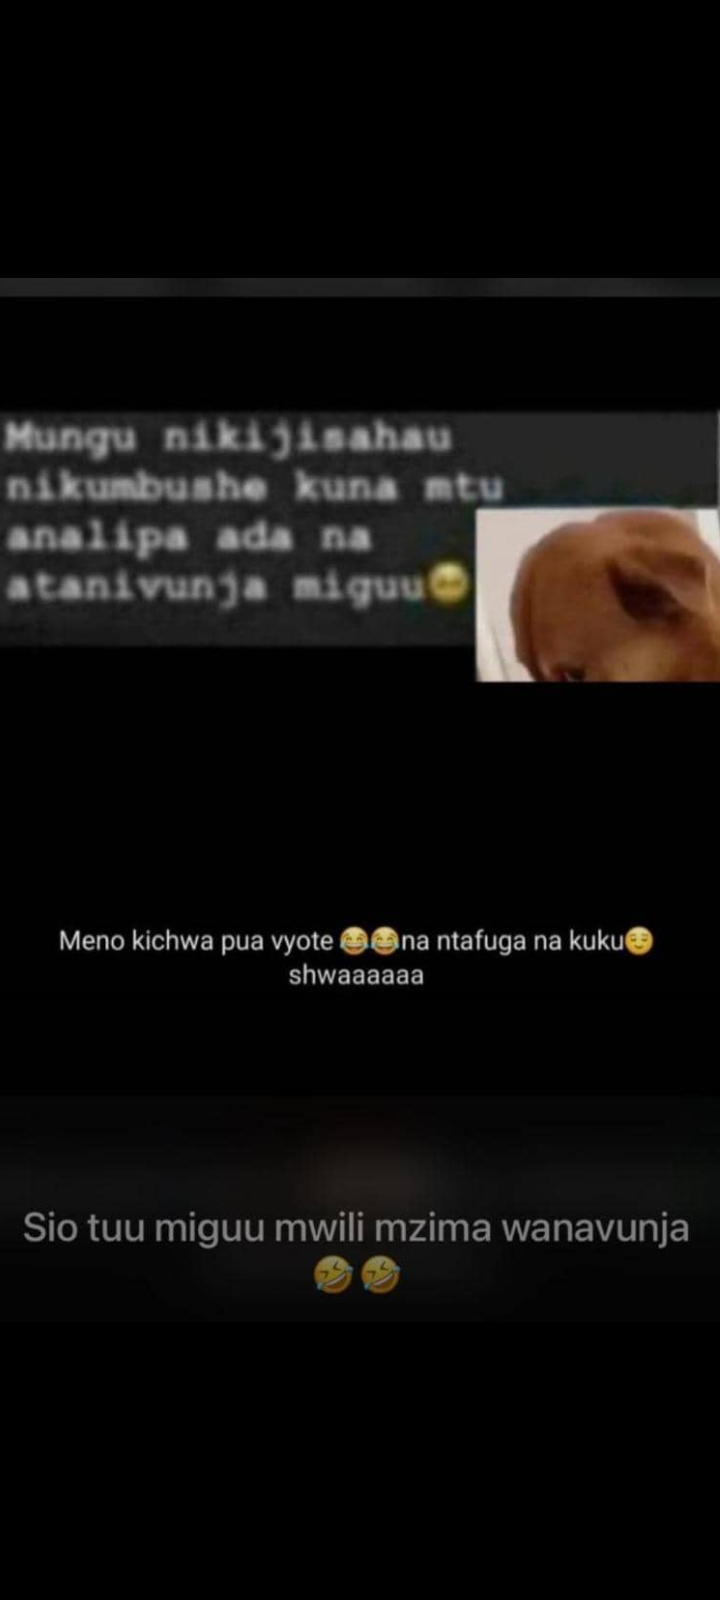 Mungu nikijisahau
nikumbushe kuna mtu
analipa ada na
atanivunja miguu🥺
Meno kichwa pua vyote 😂😂na ntafuga na kuku😌
shwaaaaaa
Sio tuu miguu mwili mzima wanavunja
🤣🤣